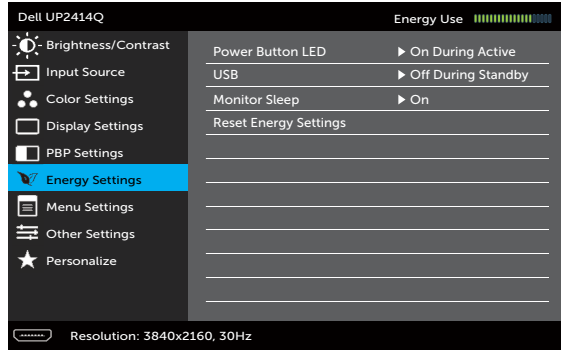 Dell UP2414Q
Energy Use
Brightness/Contrast
Input Source
Color Settings
Display Settings
PBP Settings
Energy Settings
Menu Settings
Other Settings
Personalize
Power Button LED On During Active
USB Off During Standby
Monitor Sleep On
Reset Energy Settings
Resolution: 3840x2160, 30Hz